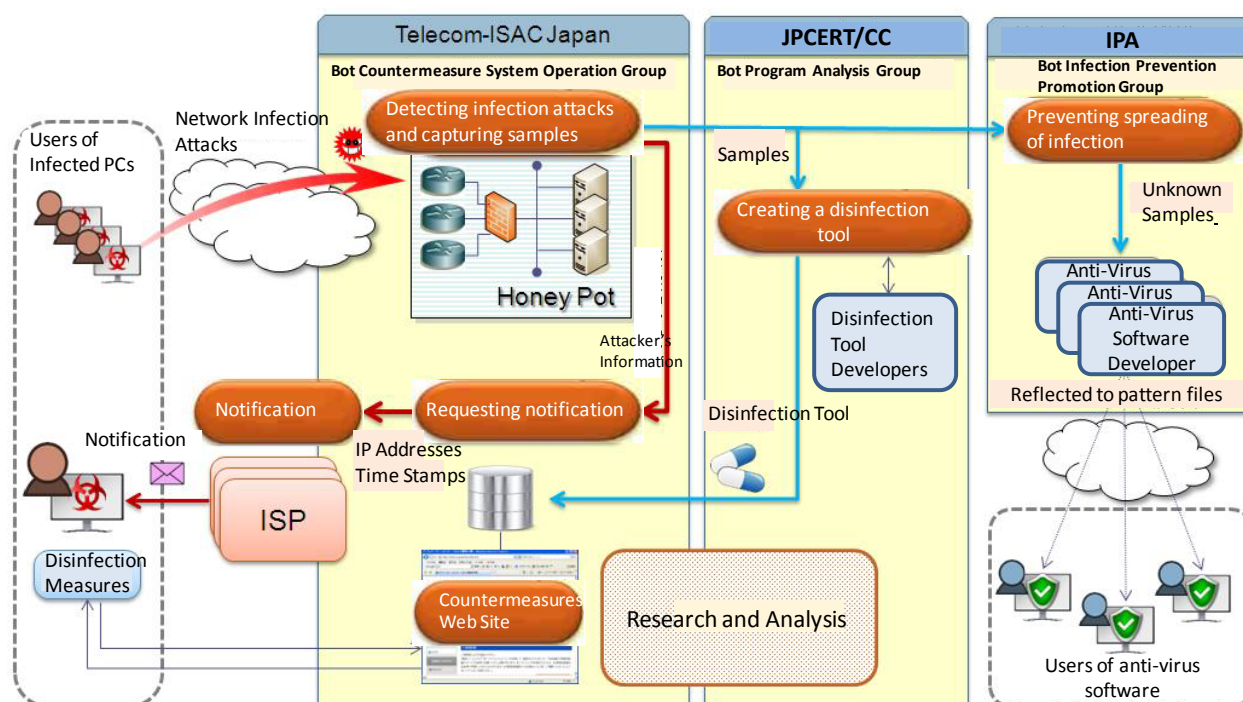 Telecom-ISAC Japan
JPCERT/CC
IPA
Bot Countermeasure System Operation Group
Bot Program Analysis Group
Bot Infection Prevention
Promotion Group
Users of
Infected PCs
Network Infection
Attacks
Detecting infection attacks
and capturing samples
Honey Pot
Samples
Creating a disinfection
tool
Disinfection
Tool
Developers
Preventing spreading
of infection
Unknown
Samples
Anti-Virus
Anti-Virus
Anti-Virus
Software
Developer
Reflected to pattern files
Attacker's
Information
Notification
Requesting notification
Notification
IP Addresses
Time Stamps
Disinfection Tool
ISP
Disinfection
Measures
Countermeasures
Web Site
Research and Analysis
Users of anti-virus
software